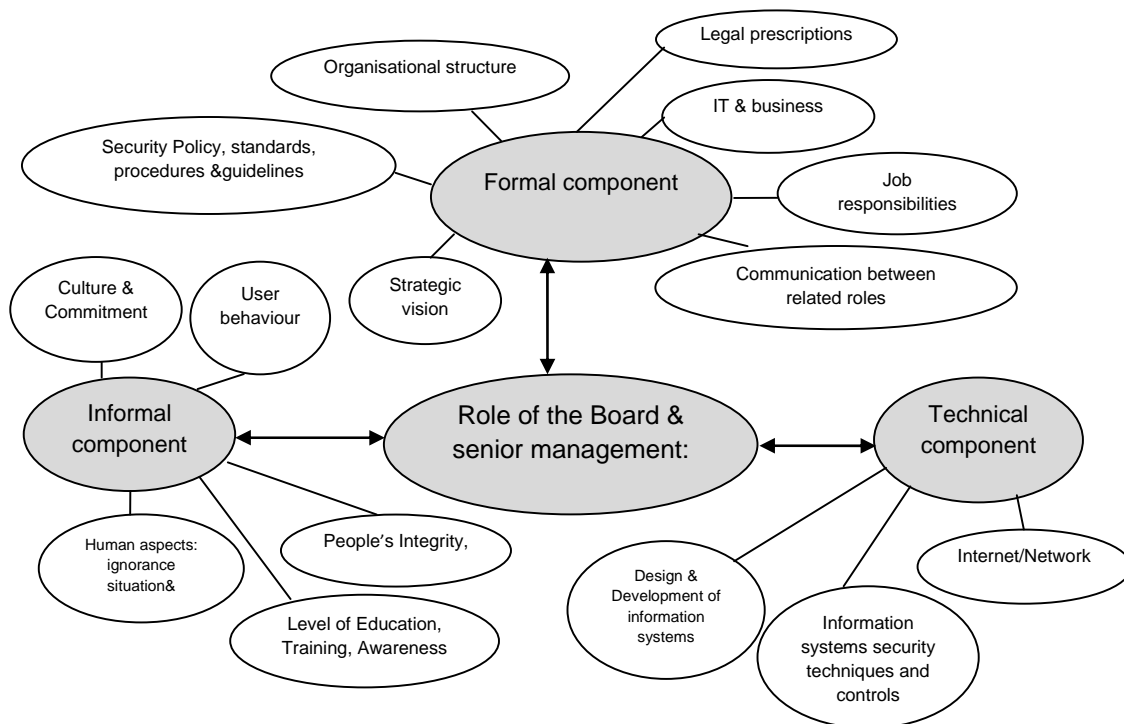 Legal prescriptions
Organisational structure
IT & business
Security Policy, standards,
procedures &guidelines
Formal component
Job
responsibilities
Culture &
Commitment
User
behaviour
Strategic
vision
Communication between
related roles
Informal
component
Role of the Board &
senior management:
Technical
component
Human aspects:
ignorance
situation&
People's Integrity,
Level of Education,
Training, Awareness
Design &
Development of
information
systems
Information
systems security
techniques and
controls
Internet/Network